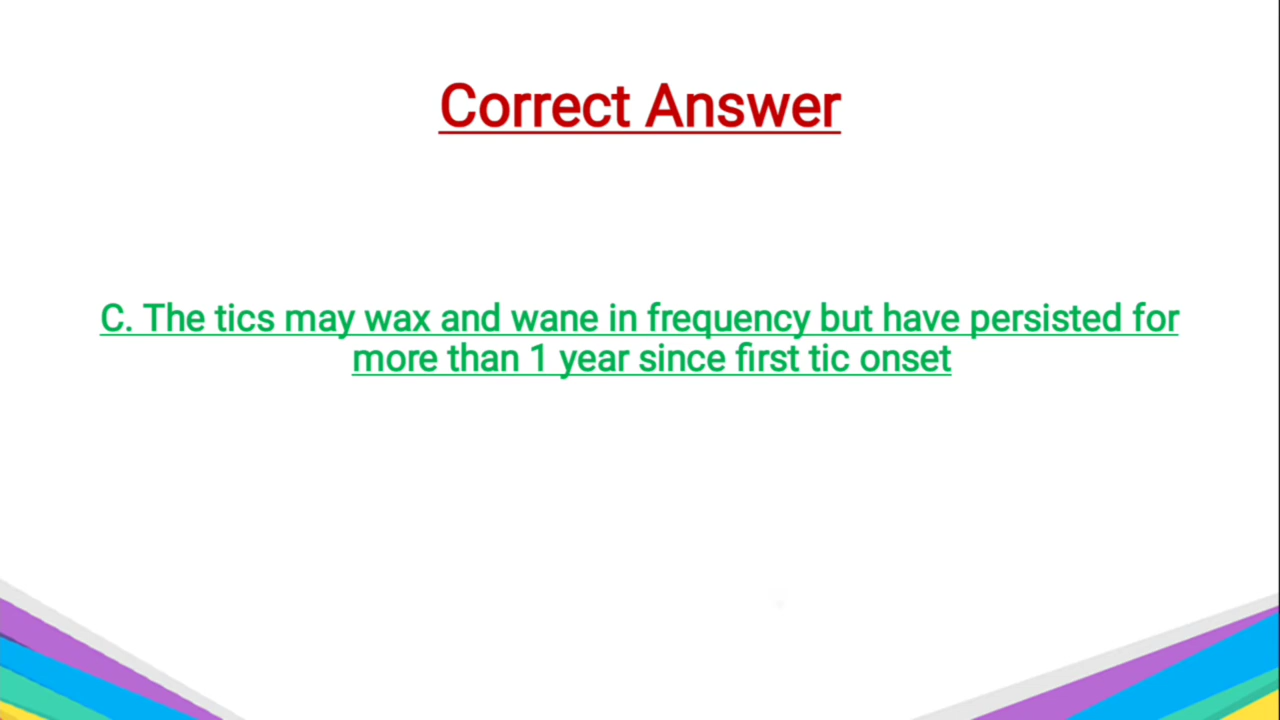 Correct Answer
C. The tics may wax and wane in frequency but have persisted for
more than 1 year since first tic onset